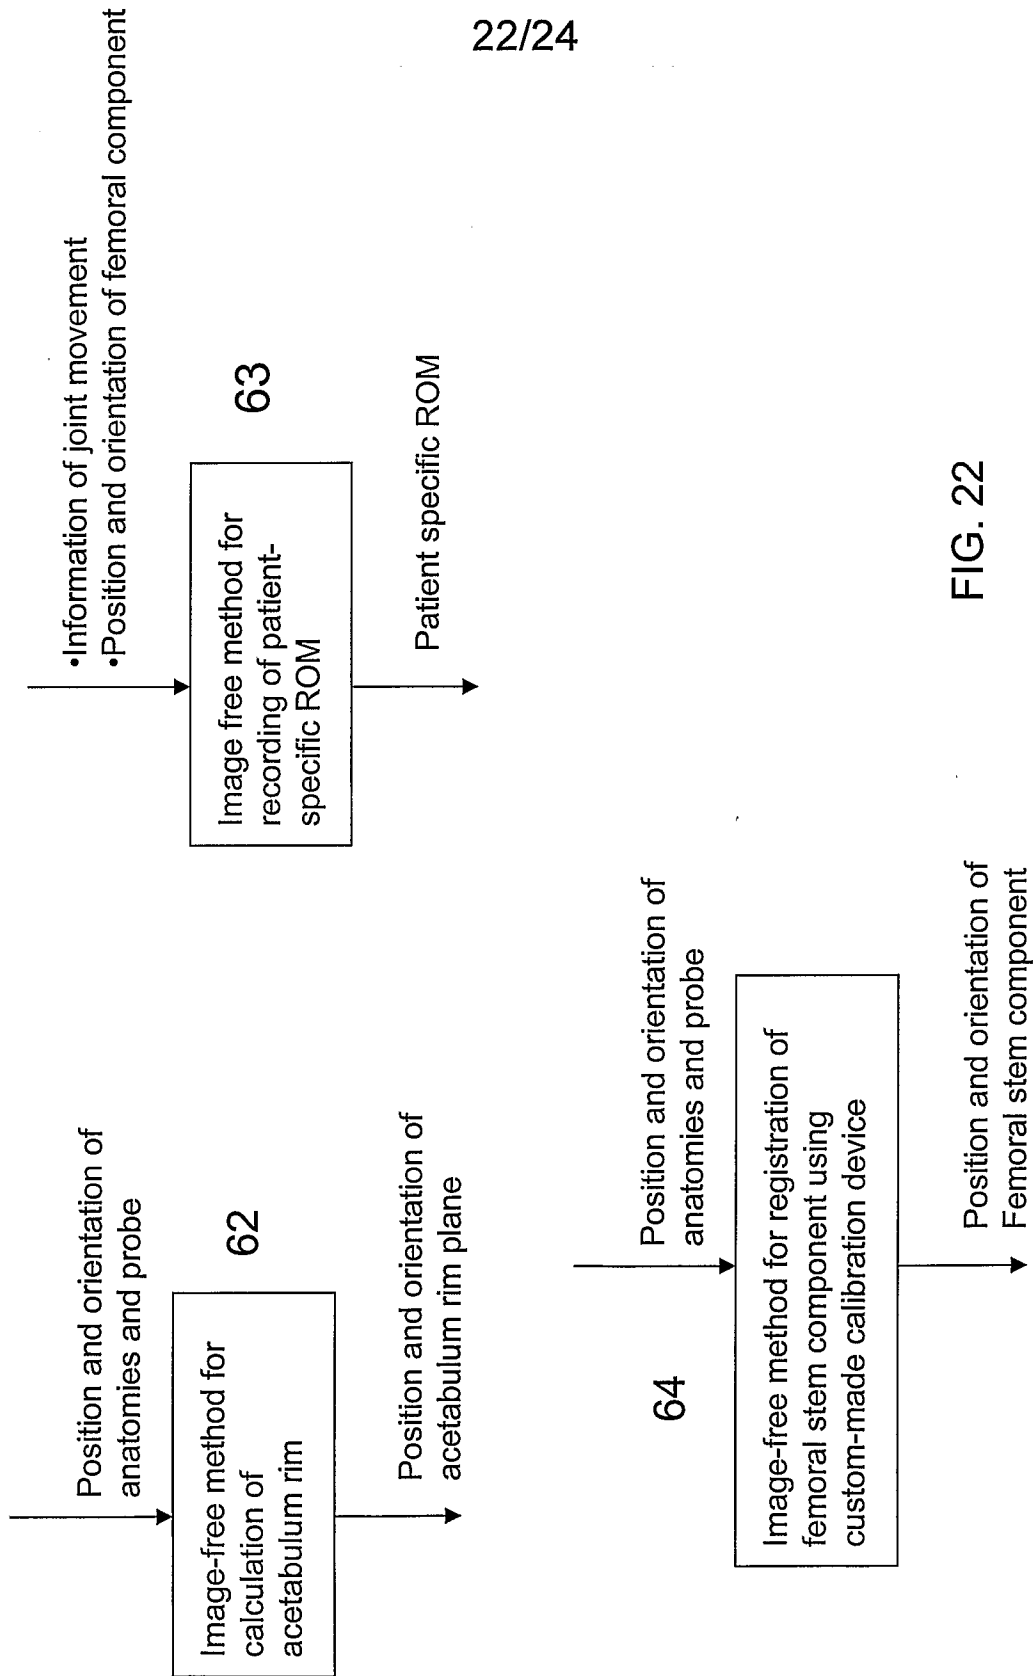 22/24
Position and orientation of
anatomies and probe
62
Image-free method for
calculation of
acetabulum rim
Position and orientation of
acetabulum rim plane
•Information of joint movement
•Position and orientation of femoral component
63
Image free method for
recording of patient-
specific ROM
Patient specific ROM
Position and orientation of
anatomies and probe
64
Image-free method for registration of
femoral stem component using
custom-made calibration device
Position and orientation of
Femoral stem component
FIG. 22